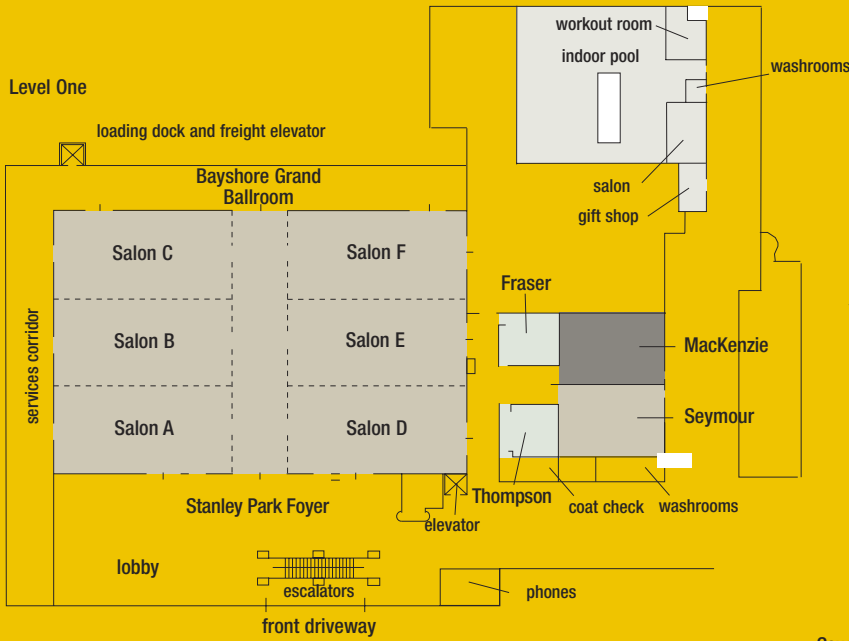 workout room
indoor pool
washrooms
Level One
loading dock and freight elevator
Bayshore Grand
Ballroom
salon
gift shop
Salon C
Salon F
Fraser
services corridor
Salon B
Salon E
MacKenzie
Salon A
Salon D
Seymour
Stanley Park Foyer
Thompson
coat check
washrooms
elevator
lobby
escalators
phones
front driveway